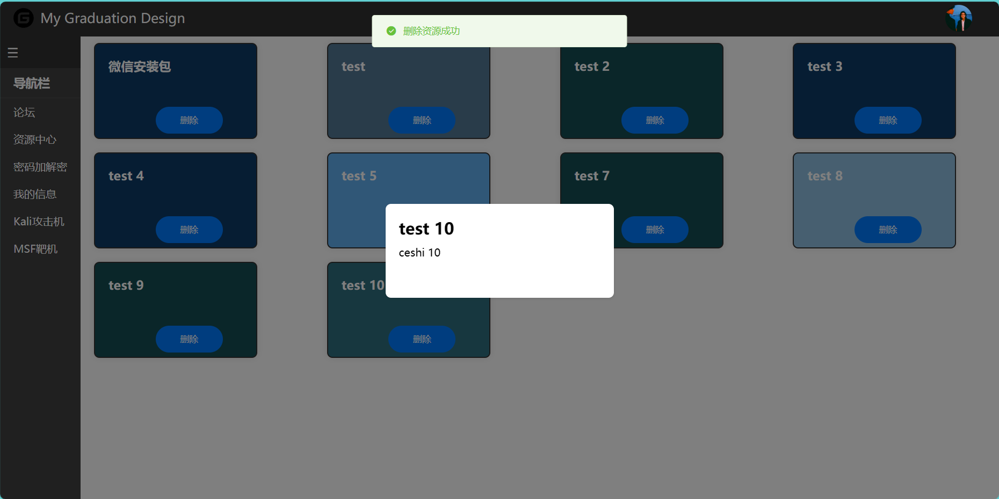 My Graduation Design
删除资源成功
导航栏
论坛
资源中心
密码加解密
我的信息
Kali攻击机
MSF靶机
微信安装包
删除
test
删除
test 2
删除
test 3
删除
test 4
删除
test 5
test 7
删除
test 8
删除
test 9
删除
test 10
删除
test 10
ceshi 10